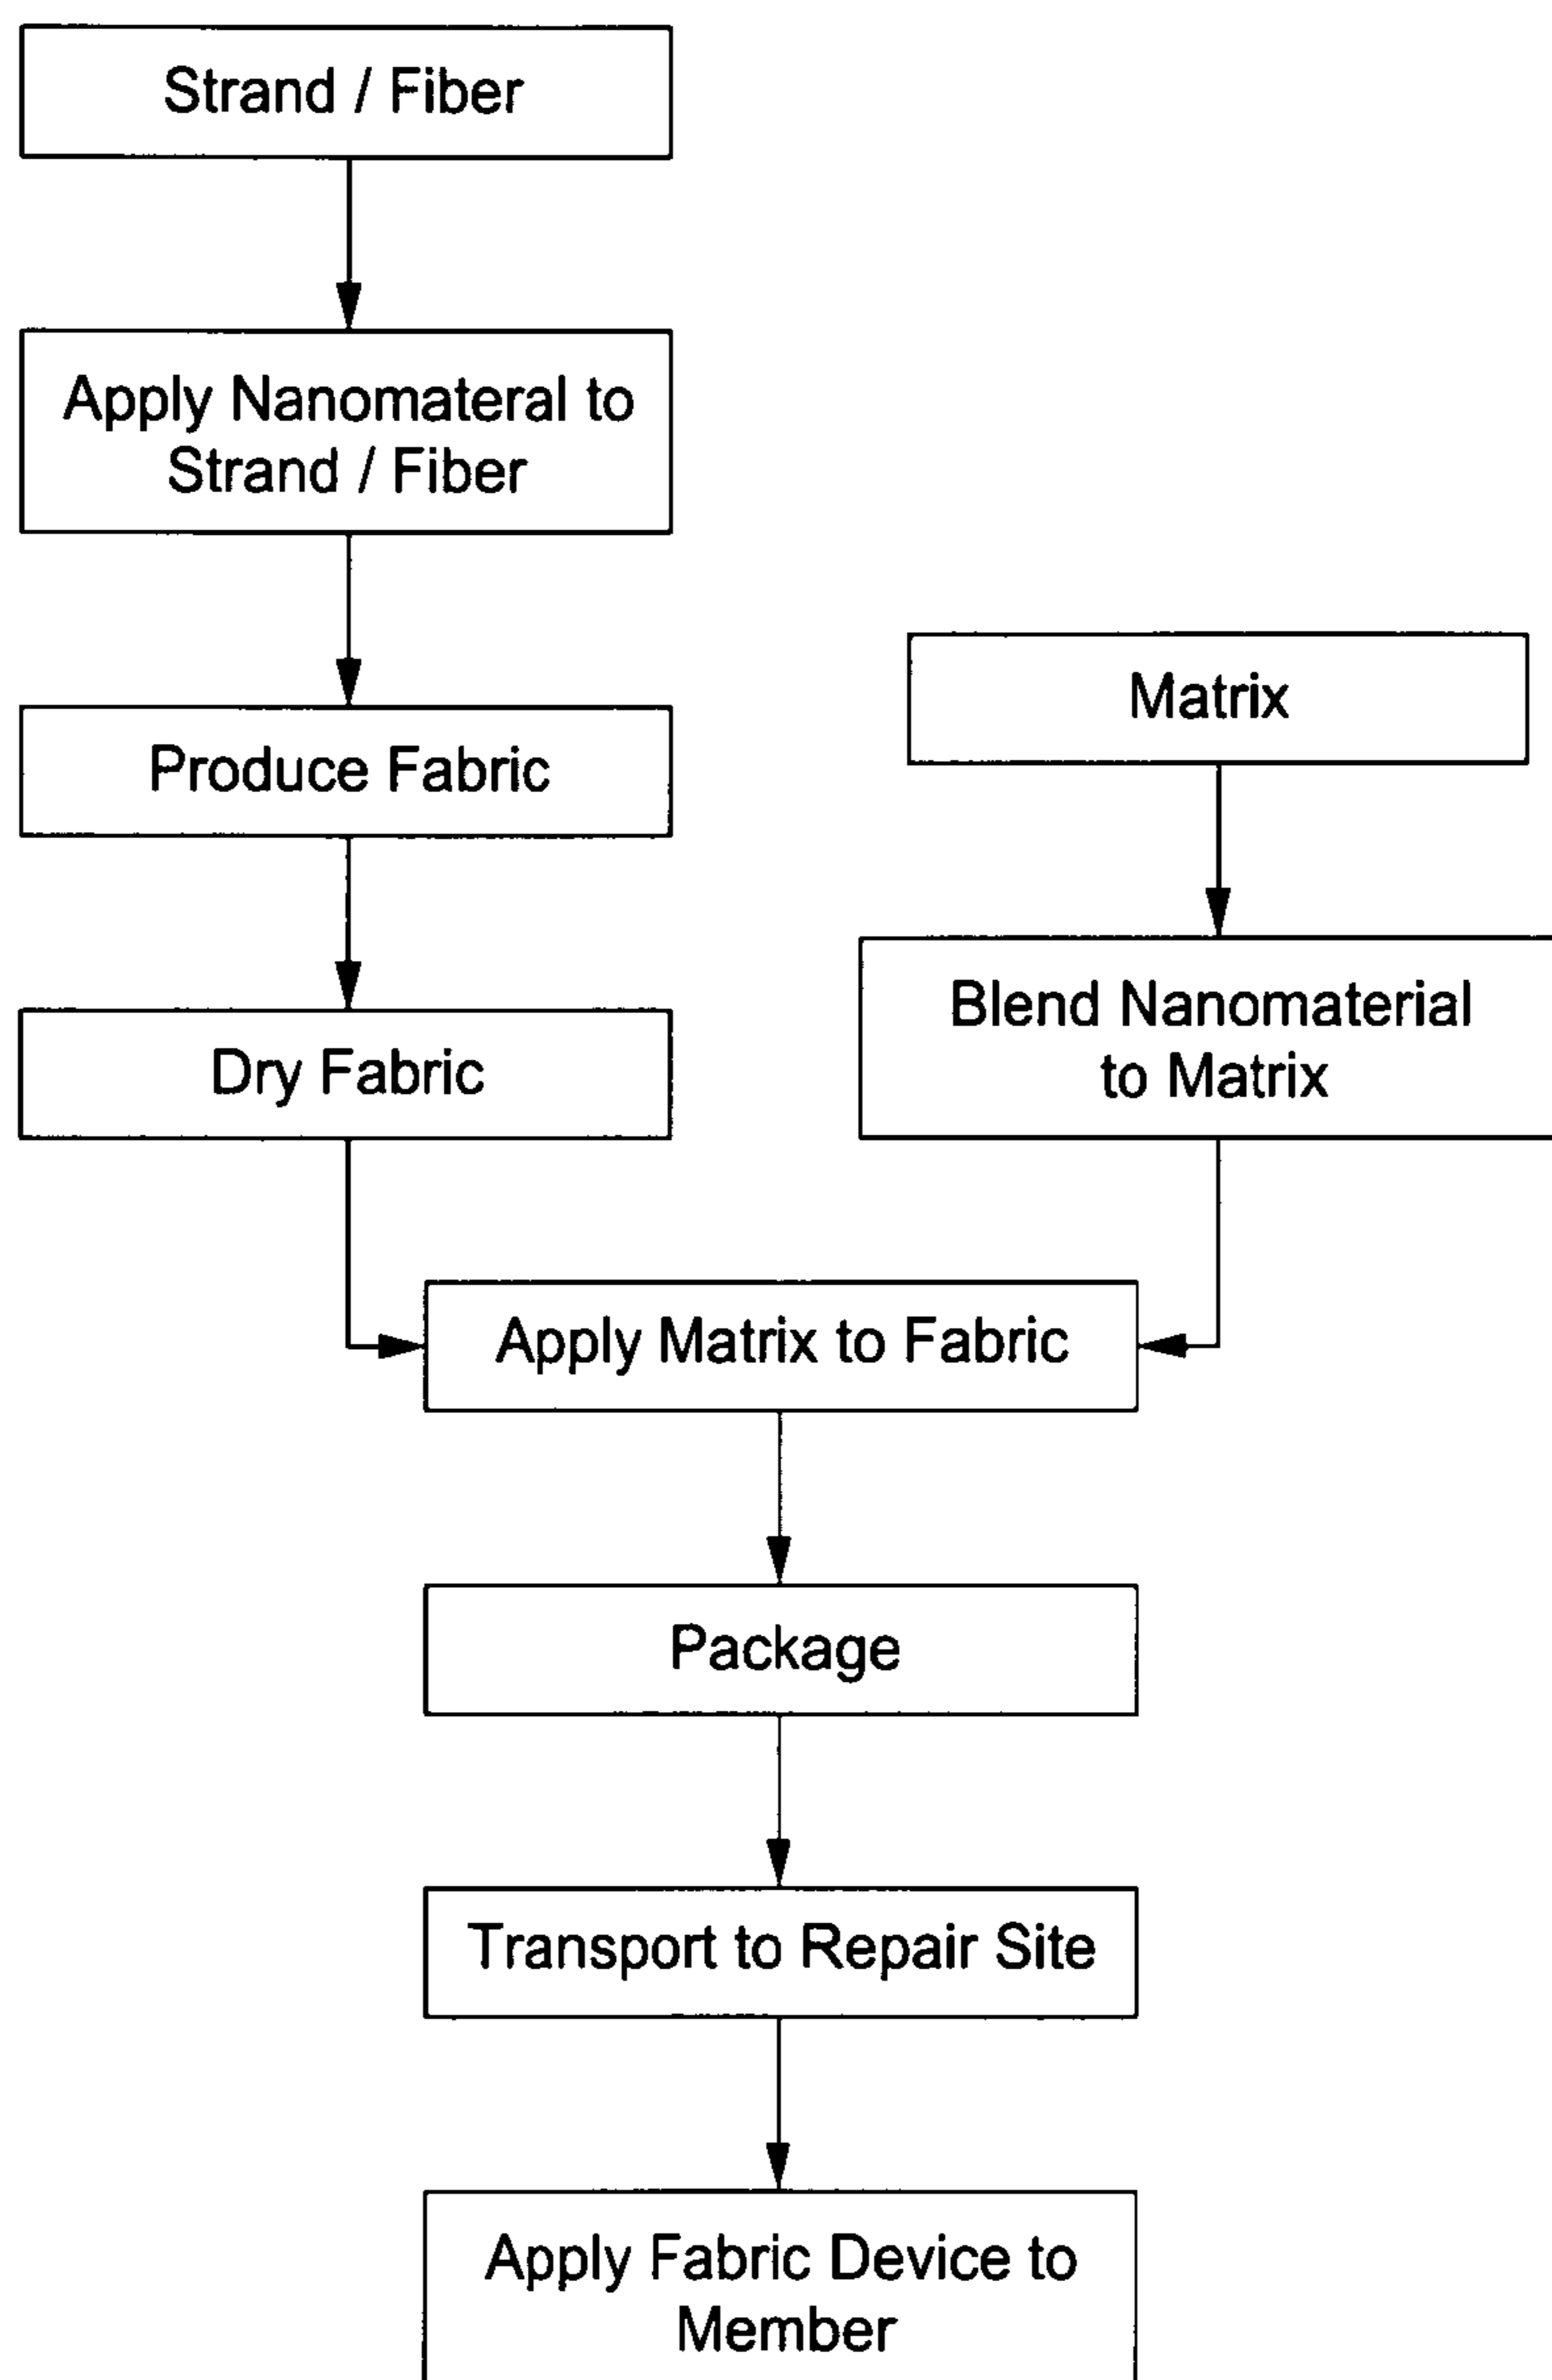 Strand / Fiber
Apply Nanomateral to
Strand / Fiber
Produce Fabric
Matrix
Dry Fabric
Blend Nanomaterial
to Matrix
Apply Matrix to Fabric
Package
Transport to Repair Site
Apply Fabric Device to
Member